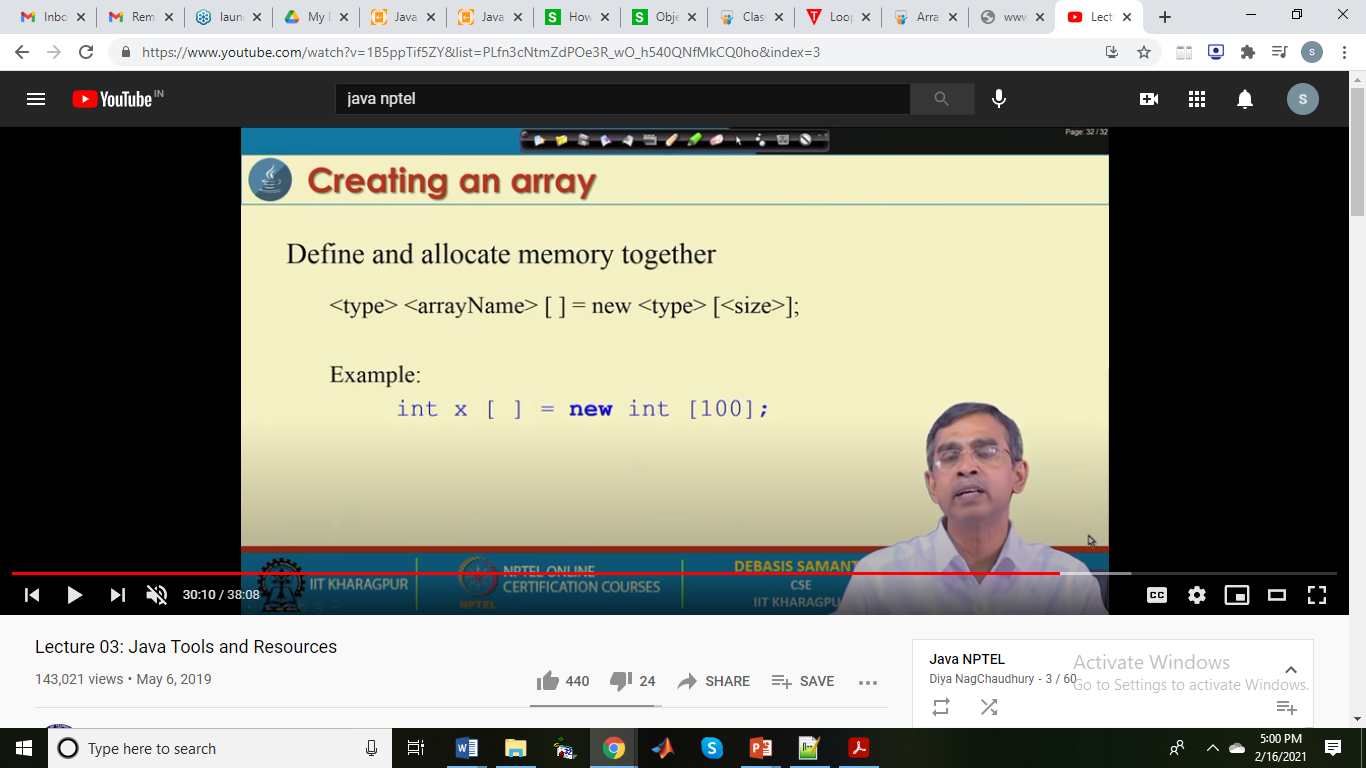 Inbo
Rem
laun
My D
Java
Java
How
Obje
Clas
Loop
Arra
www
Lect
https://www.youtube.com/watch?v=1B5ppTif5ZY&list=PLfn3cNtmZdPOe3R_wO_h540QNfMkCQ0ho&index=3
S
YouTube IN
java nptel
S
Page: 32 / 32
Creating an array
Define and allocate memory together
<type> <arrayName> [ ] = new <type> [<size>];
Example:
int x [ ] = new int [100];
IIT KHARAGPUR
NPTEL
NPTEL ONLINE
CERTIFICATION COURSES
DEBASIS SAMANT
CSE
IIT KHARAGPU
30:10 / 38:08
CC
Lecture 03: Java Tools and Resources
143,021 views • May 6, 2019
440
24
SHARE
SAVE
Java NPTEL
Diya NagChaudhury - 3 / 60
Activate Windows
Go to Settings to activate Windows.
Type here to search
5:00 PM
2/16/2021